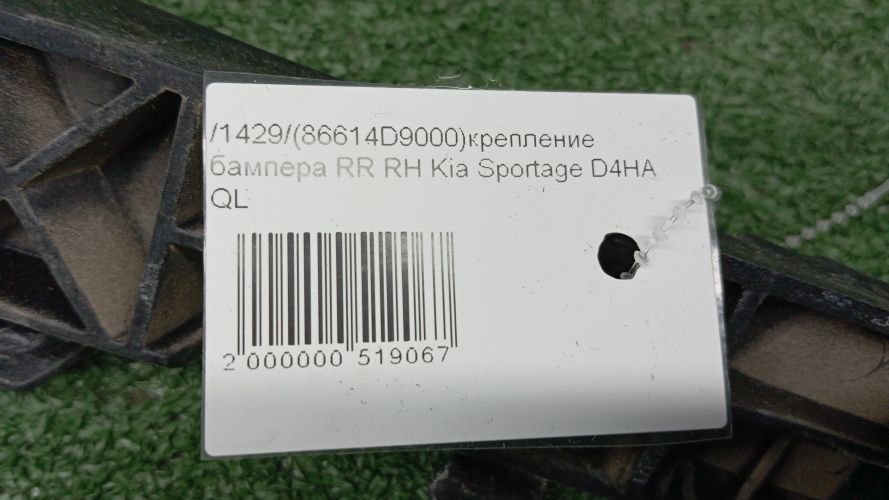 /1429/(86614D9000)крепление
бампера RR RH Kia Sportage D4HA
QL
2 000000 519067